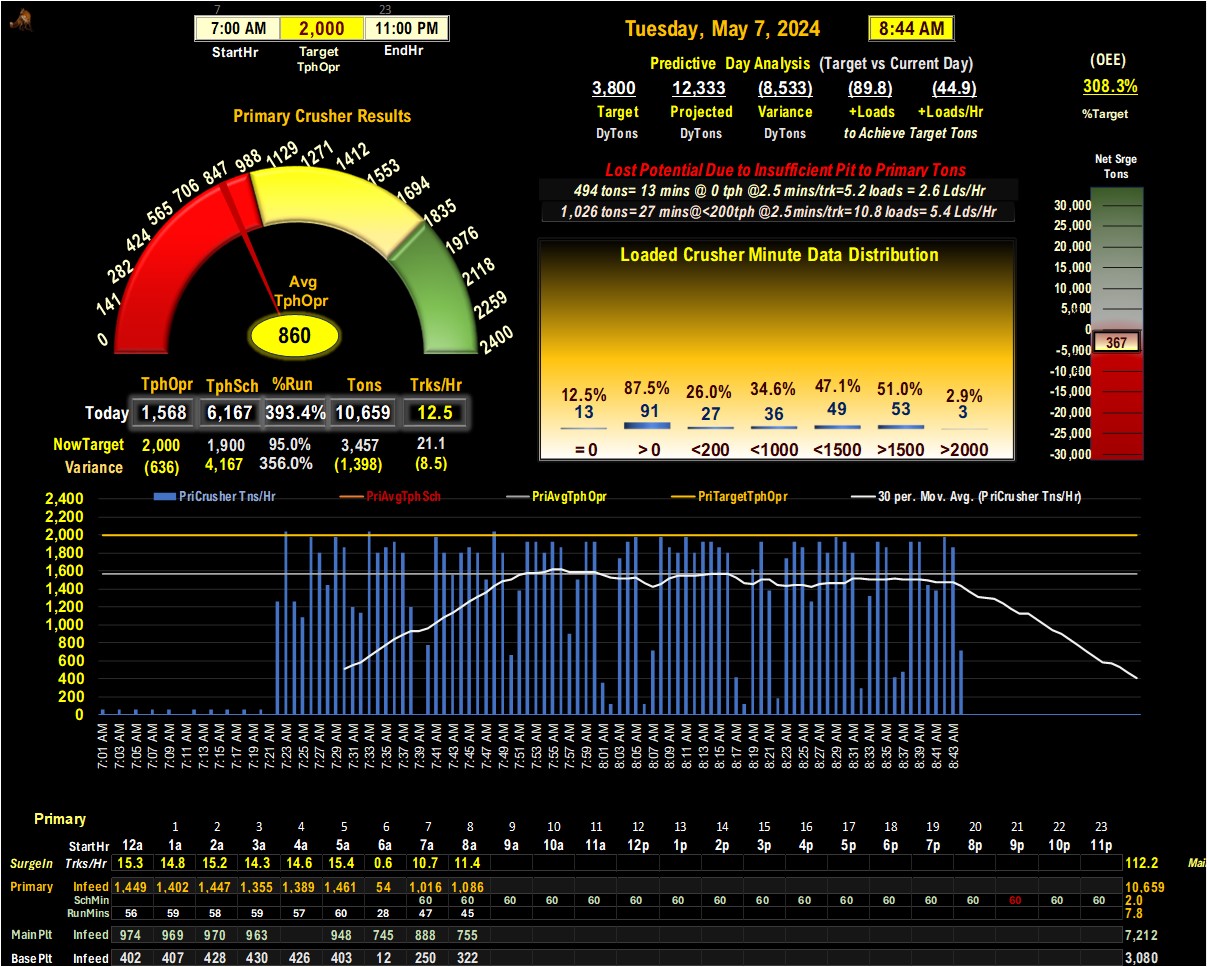 7 23
7:00 AM 2,000 11:00 PM
StartHr Target TphOpr EndHr
Tuesday, May 7, 2024 8:44 AM
Predictive Day Analysis (Target vs Current Day)
3,800 12,333 (8,533) (89.8) (44.9)
Target Projected Variance +Loads +Loads/Hr
DyTons DyTons DyTons to Achieve Target Tons
(OEE)
308.3%
%Target
Primary Crusher Results
0 141 282 424 565 706 847 988 1129 1271 1412 1553 1694 1835 1976 2118 2259 2400
Avg
TphOpr
860
Lost Potential Due to Insufficient Pit to Primary Tons
494 tons= 13 mins @ 0 tph @2.5 mins/trk=5.2 loads = 2.6 Lds/Hr
1,026 tons= 27 mins@<200tph @2.5mins/trk=10.8 loads= 5.4 Lds/Hr
Net Srge
Tons
30,000
25,000
20,000
15,000
10,000
5,000
0
367
-5,000
-10,000
-15,000
-20,000
-25,000
-30,000
Loaded Crusher Minute Data Distribution
12.5% 87.5% 26.0% 34.6% 47.1% 51.0% 2.9%
13 91 27 36 49 53 3
=0 >0 <200 <1000 <1500 >1500 >2000
TphOpr TphSch %Run Tons Trks/Hr
Today 1,568 6,167 393.4% 10,659 12.5
NowTarget 2,000 1,900 95.0% 3,457 21.1
Variance (636) 4,167 356.0% (1,398) (8.5)
PriCrusher Tns/Hr PriAvgTphSch PriAvgTphOpr PriTargetTphOpr 30 per. Mov. Avg. (PriCrusher Tns/Hr)
2,400
2,200
2,000
1,800
1,600
1,400
1,200
1,000
800
600
400
200
0
7:01 AM 7:03 AM 7:05 AM 7:07 AM 7:09 AM 7:11 AM 7:13 AM 7:15 AM 7:17 AM 7:19 AM 7:21 AM 7:23 AM 7:25 AM 7:27 AM 7:29 AM 7:31 AM 7:33 AM 7:35 AM 7:37 AM 7:39 AM 7:41 AM 7:43 AM 7:45 AM 7:47 AM 7:49 AM 7:51 AM 7:53 AM 7:55 AM 7:57 AM 7:59 AM 8:01 AM 8:03 AM 8:05 AM 8:07 AM 8:09 AM 8:11 AM 8:13 AM 8:15 AM 8:17 AM 8:19 AM 8:21 AM 8:23 AM 8:25 AM 8:27 AM 8:29 AM 8:31 AM 8:33 AM 8:35 AM 8:37 AM 8:39 AM 8:41 AM 8:43 AM
Primary
1 2 3 4 5 6 7 8 9 10 11 12 13 14 15 16 17 18 19 20 21 22 23
StartHr 12a 1a 2a 3a 4a 5a 6a 7a 8a 9a 10a 11a 12p 1p 2p 3p 4p 5p 6p 7p 8p 9p 10p 11p
SurgeIn Trks/Hr 15.3 14.8 15.2 14.3 14.6 15.4 0.6 10.7 11.4 112.2
Primary Infeed 1,449 1,402 1,447 1,355 1,389 1,461 54 1,016 1,086 10,659
SchMin 60 60 60 60 60 60 60 60 60 60 60 60 60 60 60 60 60 2.0
RunMins 56 59 58 59 57 60 28 47 45 7.8
MainPlt Infeed 974 969 970 963 948 745 888 755 7,212
BasePlt Infeed 402 407 428 430 426 403 12 250 322 3,080